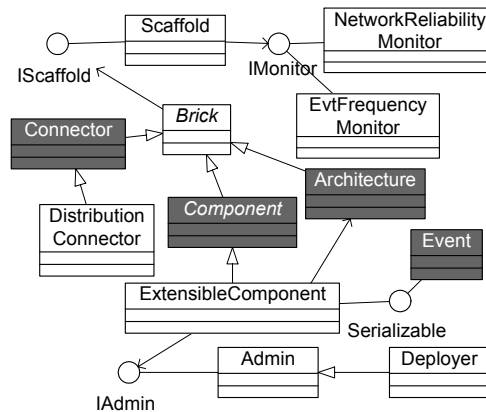 Scaffold
NetworkReliability
Monitor
IScaffold
IMonitor
Brick
EvtFrequency
Monitor
Connector
Architecture
Component
Distribution
Connector
Event
ExtensibleComponent
Serializable
Admin
Deployer
IAdmin